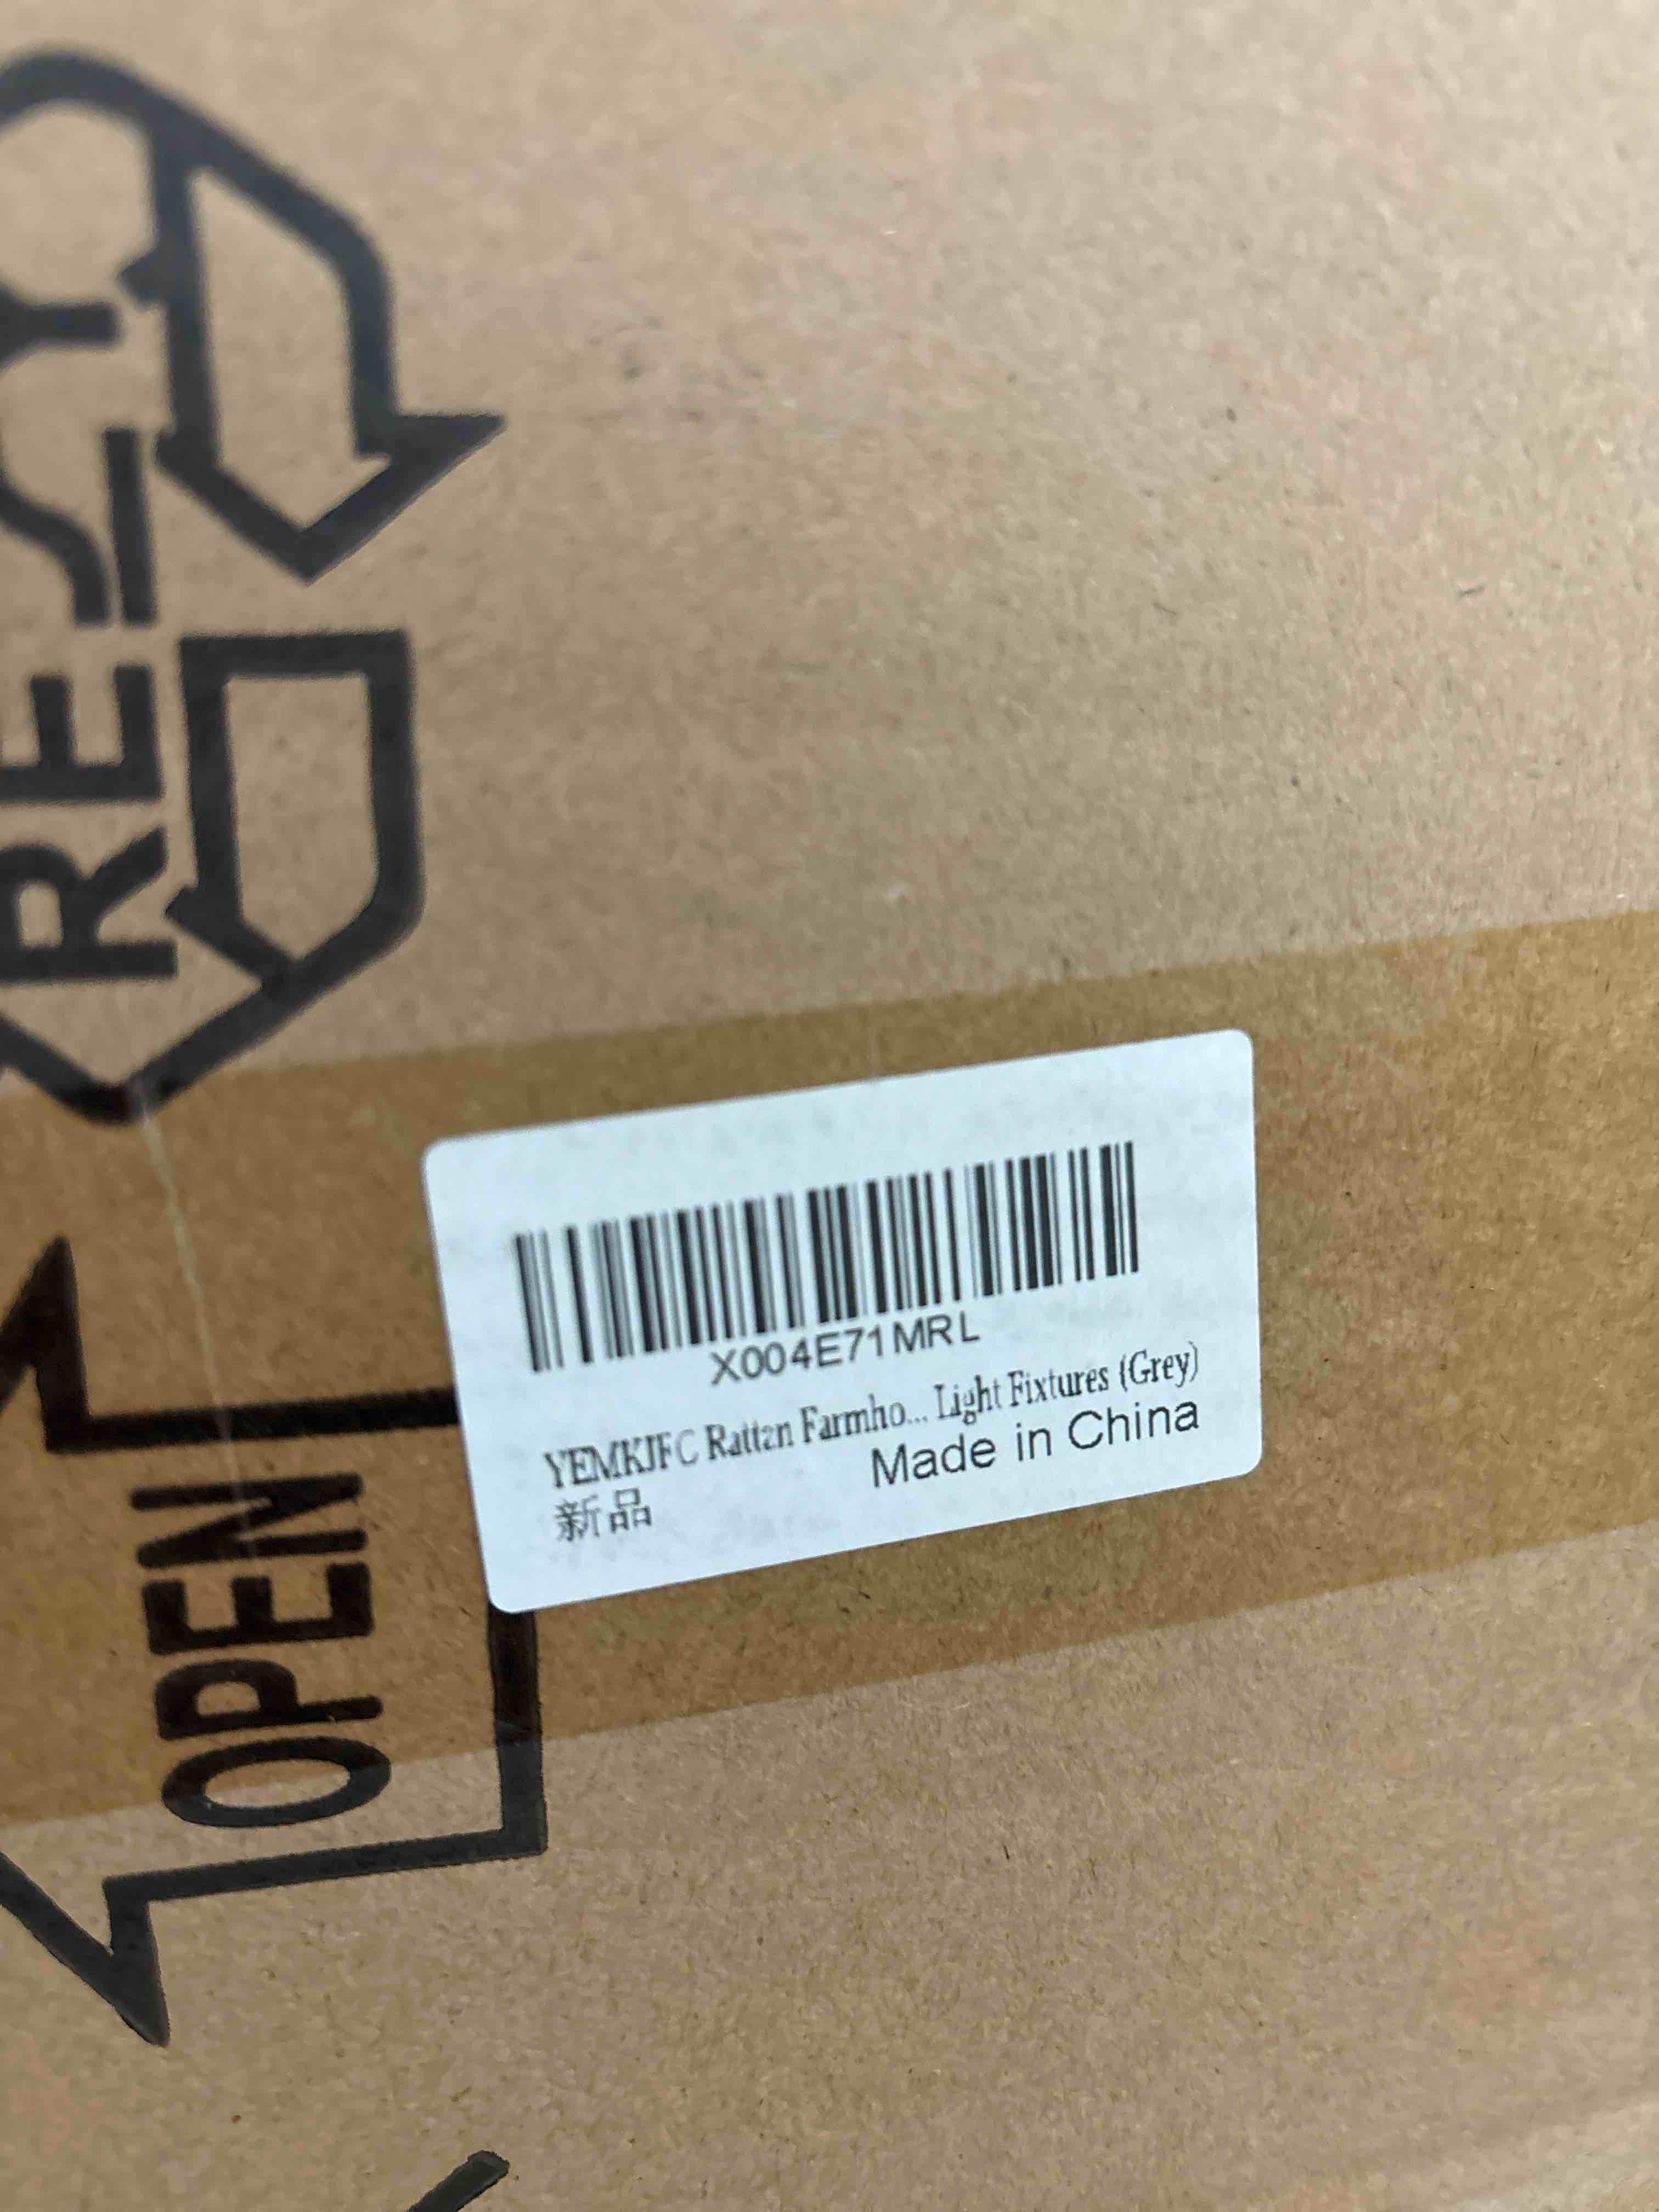 X004E71MRL
YEMKJFC Rattan Farmho... Light Fixtures (Grey)
新品
Made in China
OPEN